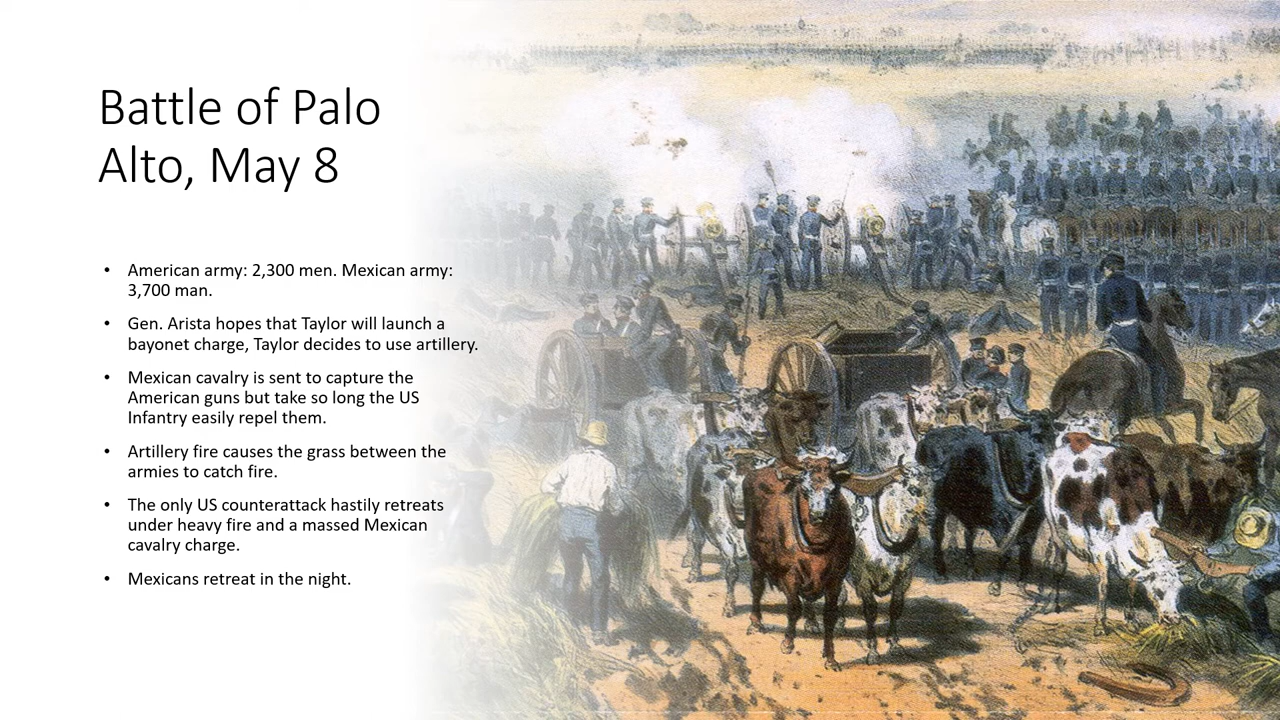 Battle of Palo
Alto, May 8
• American army: 2,300 men. Mexican army:
3,700 man.
• Gen. Arista hopes that Taylor will launch a
bayonet charge, Taylor decides to use artillery.
• Mexican cavalry is sent to capture the
American guns but take so long the US
Infantry easily repel them.
• Artillery fire causes the grass between the
armies to catch fire.
• The only US counterattack hastily retreats
under heavy fire and a massed Mexican
cavalry charge.
• Mexicans retreat in the night.